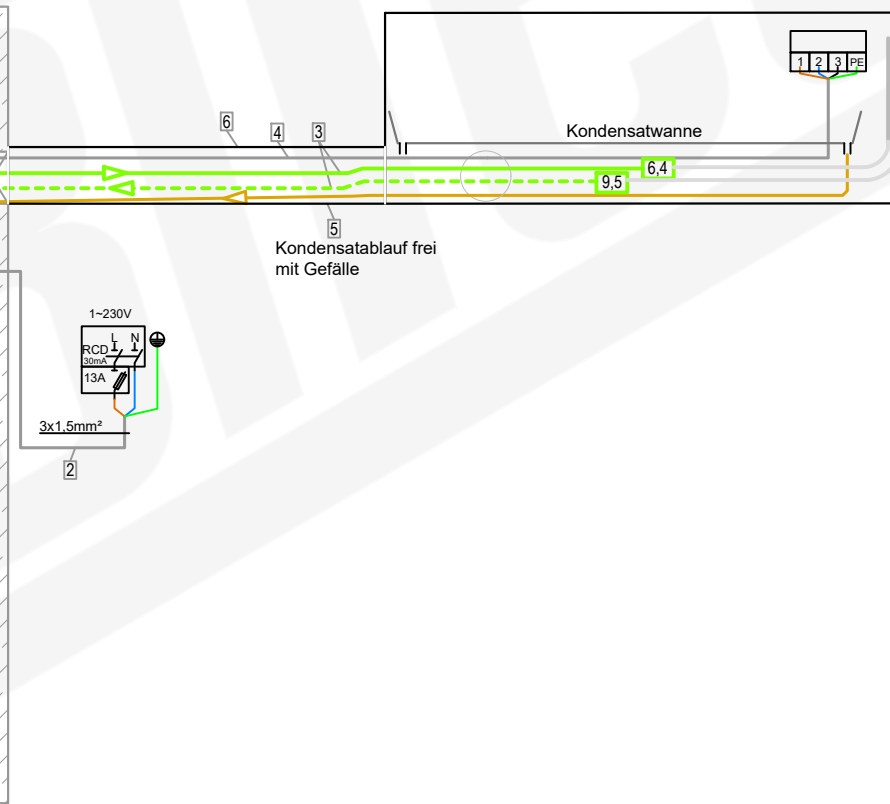 1 2 3 PE
6
4
3
Kondensatwanne
6,4
9,5
5
Kondensatablauf frei
mit Gefälle
1~230V
L N
RCD
30mA
13A
3x1,5mm²
2